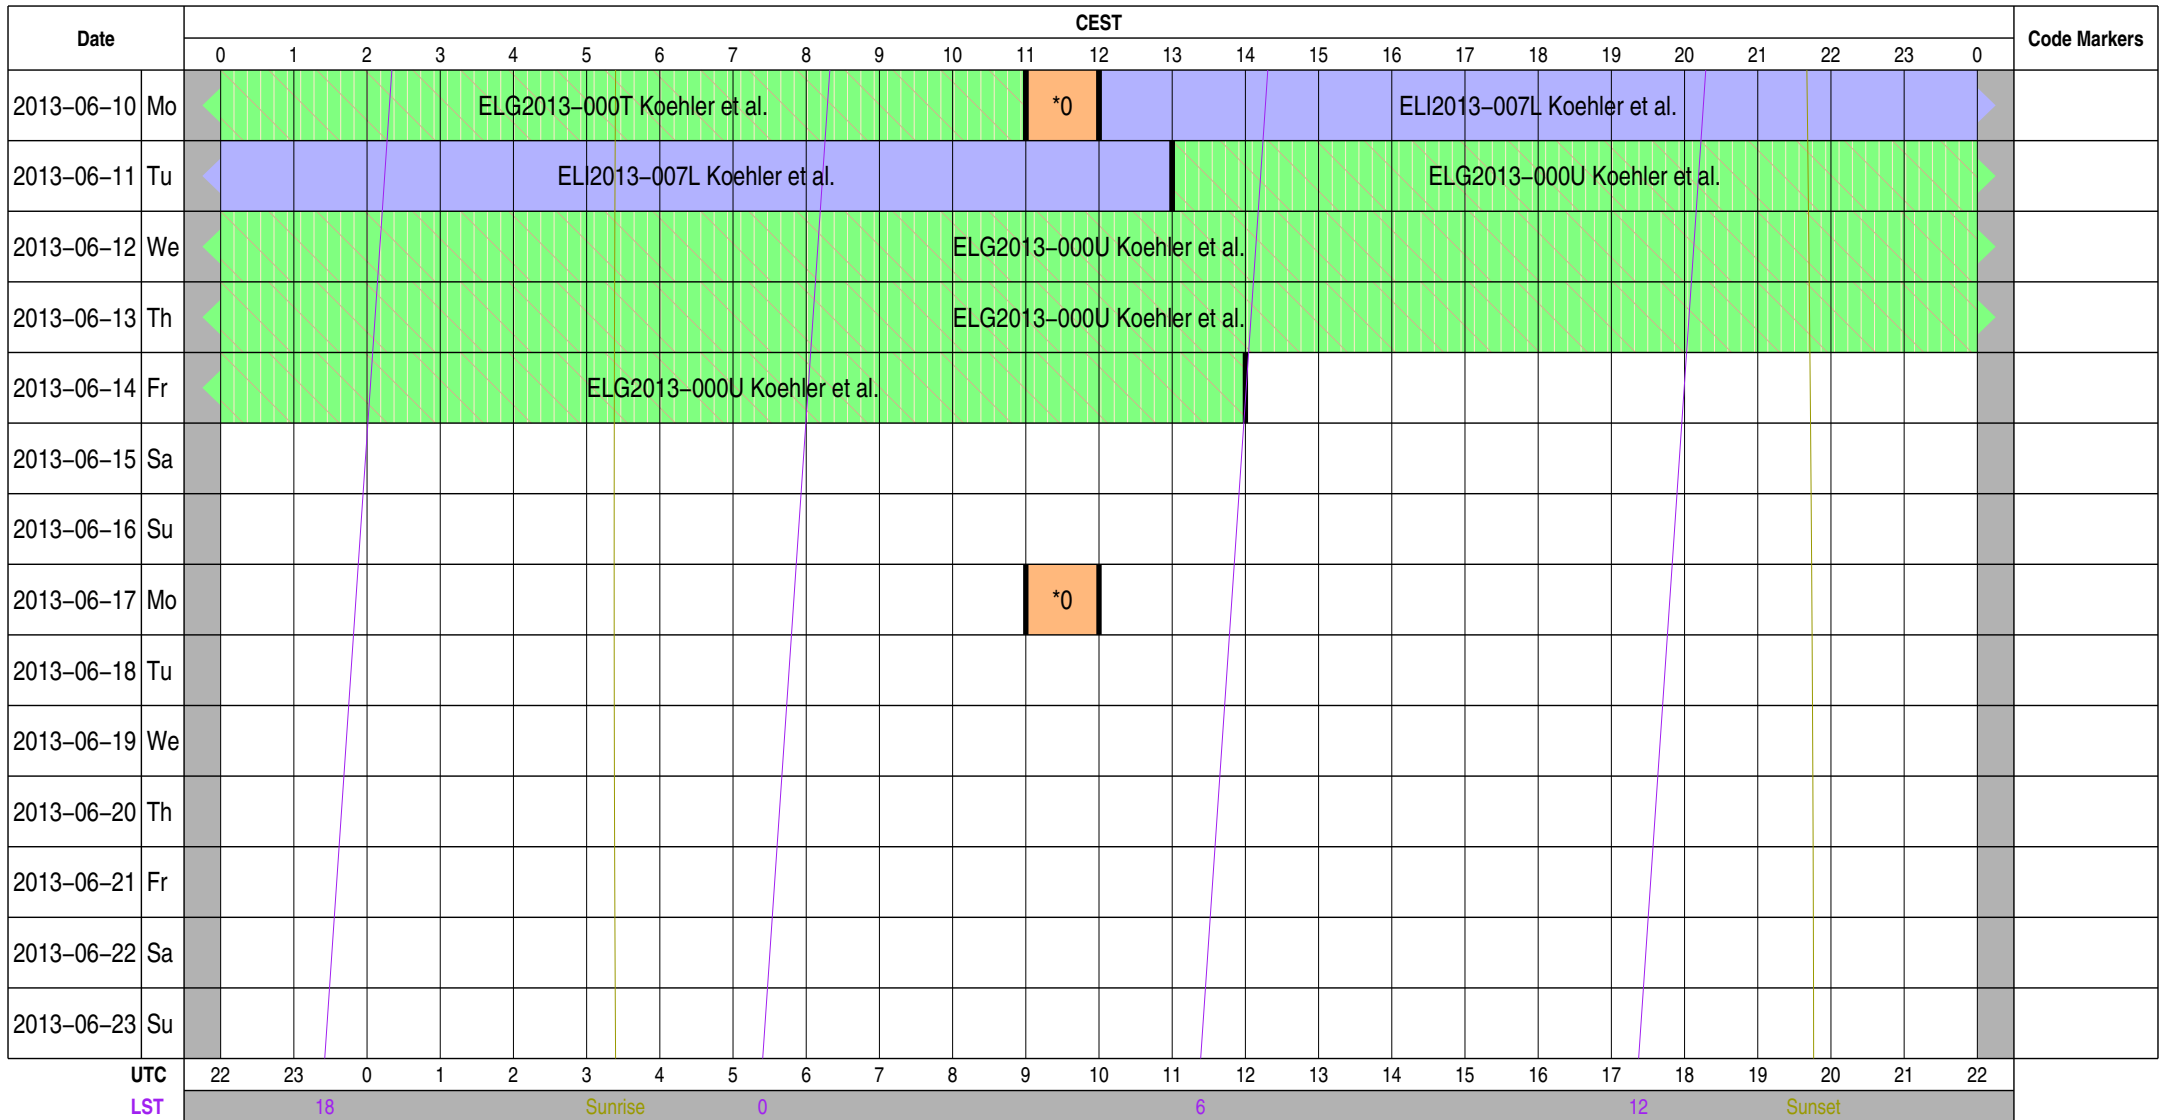 Date CEST Code Markers
0 1 2 3 4 5 6 7 8 9 10 11 12 13 14 15 16 17 18 19 20 21 22 23 0
2013−06−10 Mo ELG2013−000T Koehler et al. *0 ELI2013−007L Koehler et al.
2013−06−11 Tu ELI2013−007L Koehler et al. ELG2013−000U Koehler et al.
2013−06−12 We ELG2013−000U Koehler et al.
2013−06−13 Th ELG2013−000U Koehler et al.
2013−06−14 Fr ELG2013−000U Koehler et al.
2013−06−15 Sa
2013−06−16 Su
2013−06−17 Mo *0
2013−06−18 Tu
2013−06−19 We
2013−06−20 Th
2013−06−21 Fr
2013−06−22 Sa
2013−06−23 Su
UTC 22 23 0 1 2 3 4 5 6 7 8 9 10 11 12 13 14 15 16 17 18 19 20 21 22
LST 18 Sunrise 0 6 12 Sunset